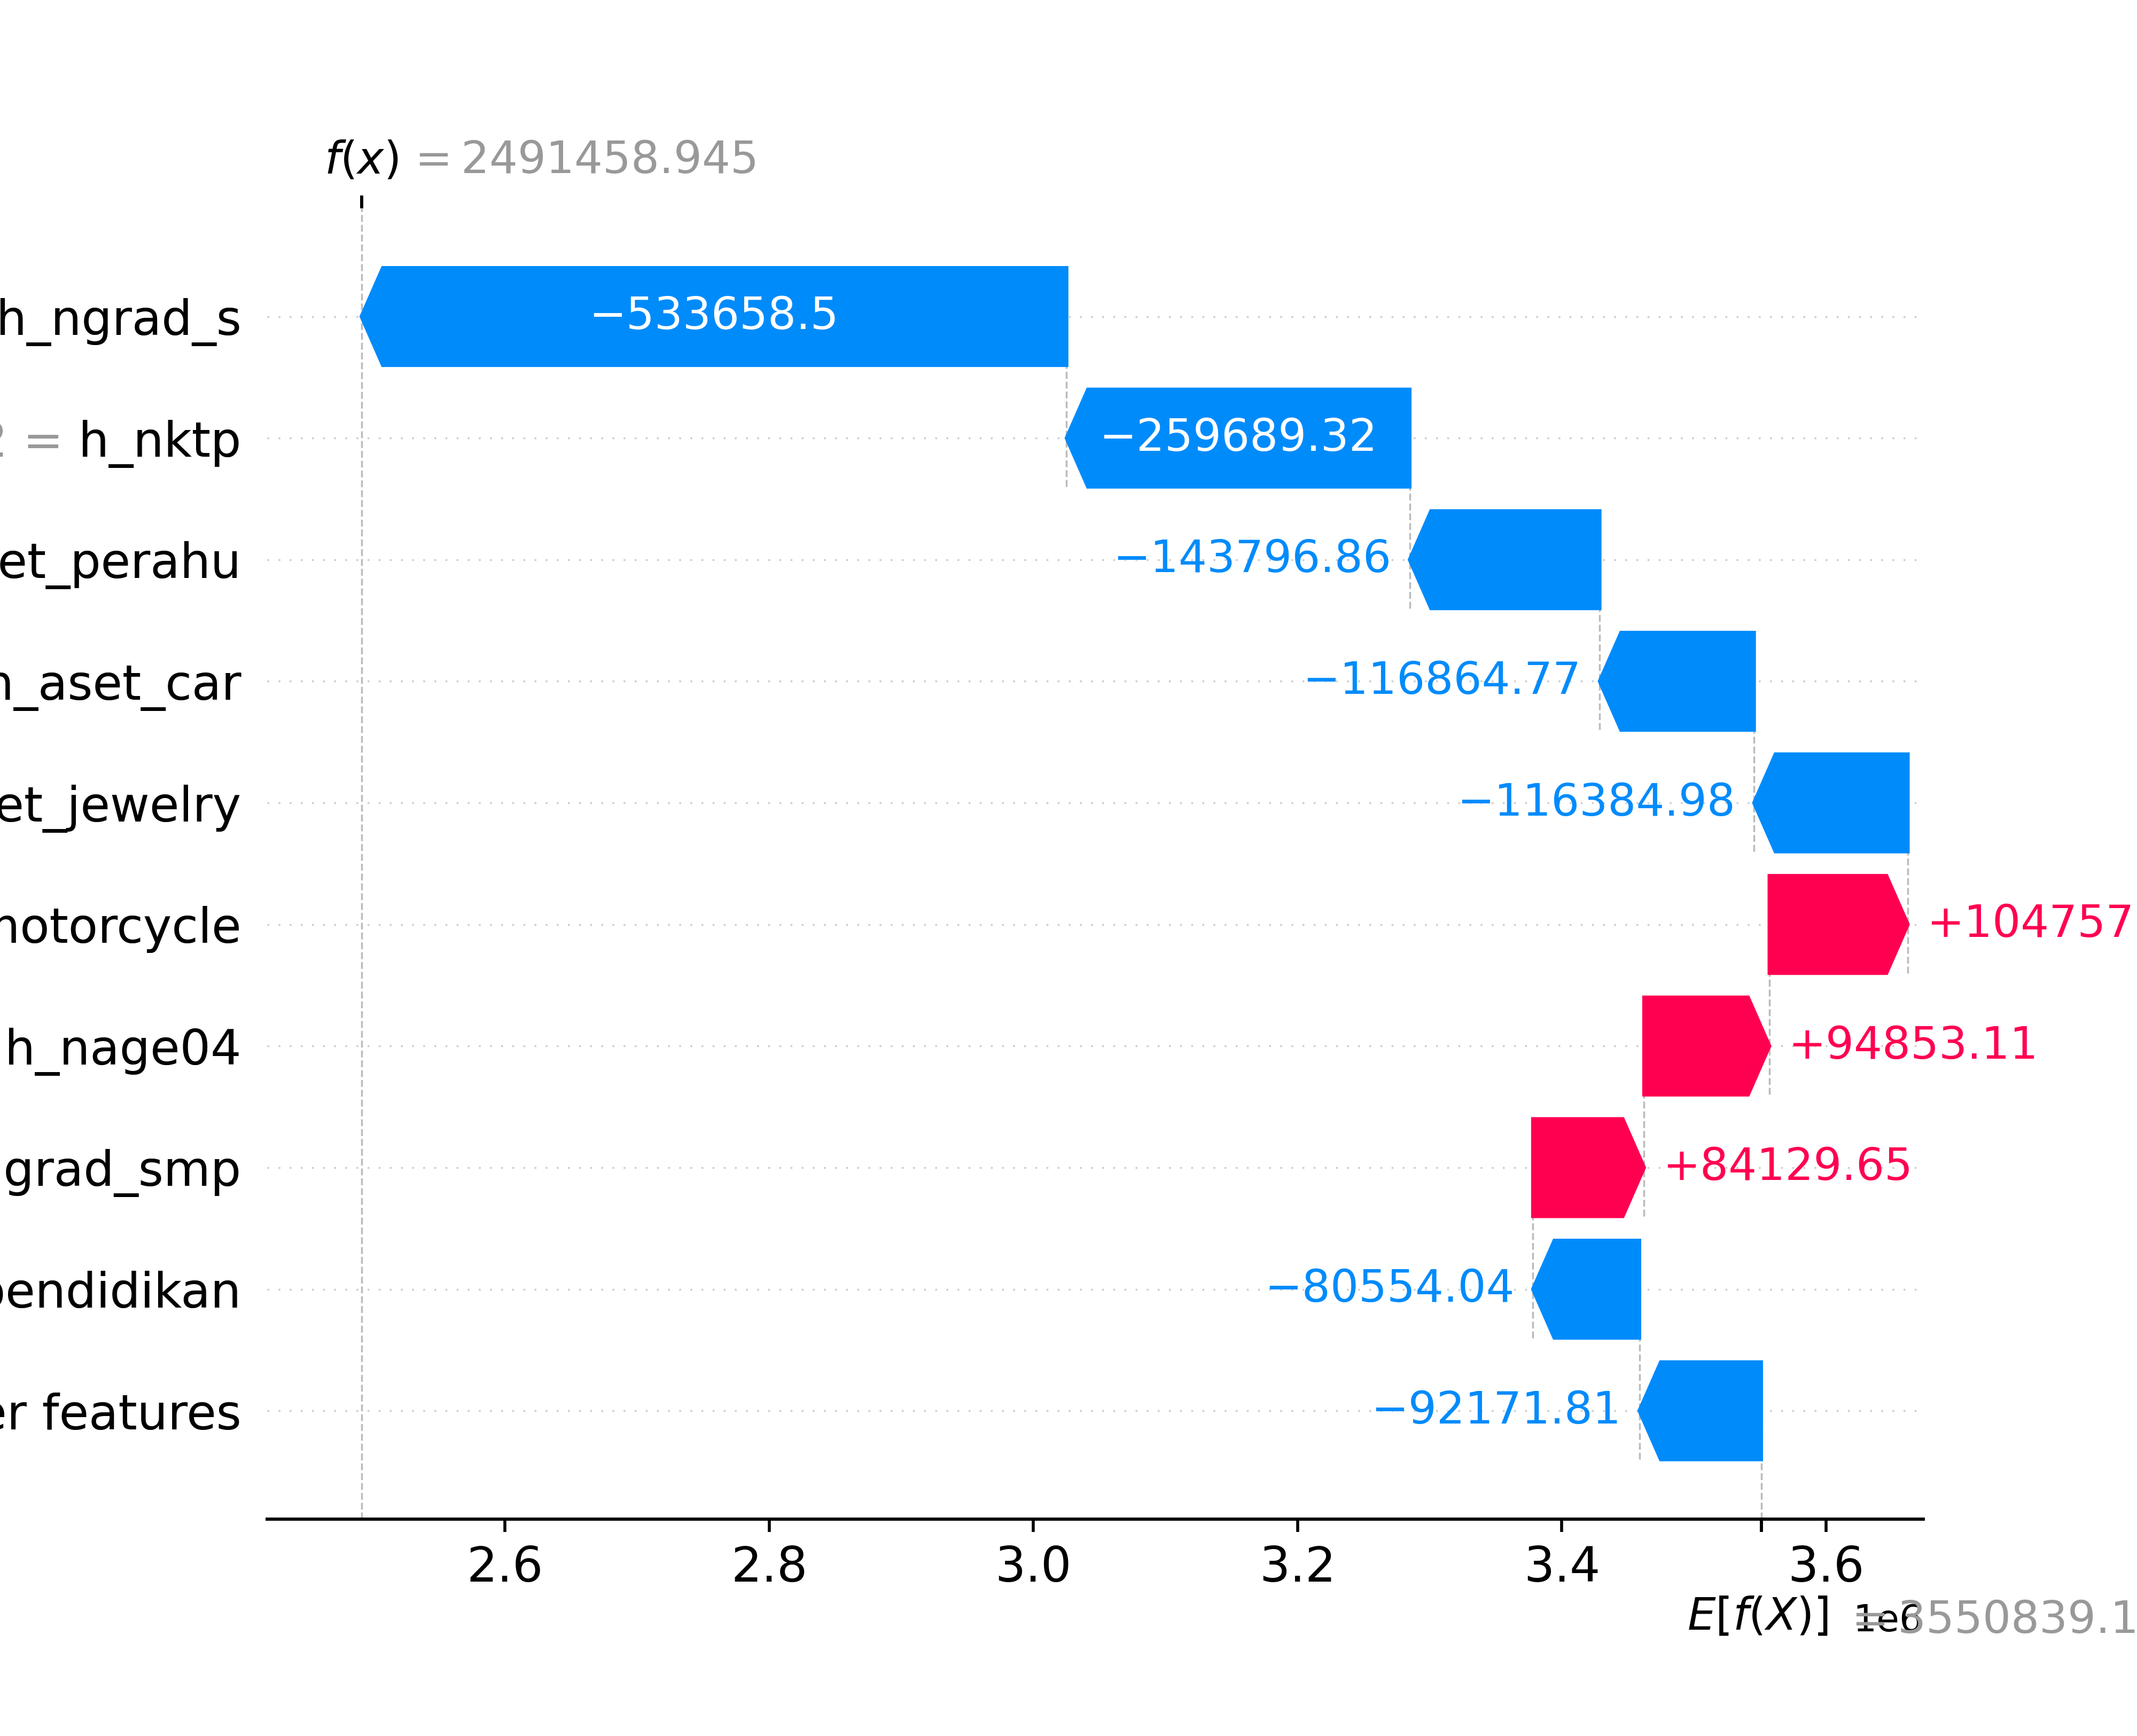 f(x) = 2491458.945
h_ngrad_s −533658.5
= h_nktp −259689.32
et_perahu −143796.86
_aset_car −116864.77
et_jewelry −116384.98
otorcycle +104757
h_nage04 +94853.11
grad_smp +84129.65
endidikan −80554.04
r features −92171.81
2.6 2.8 3.0 3.2 3.4 3.6
1e6
E[f(X)] = 3550839.1